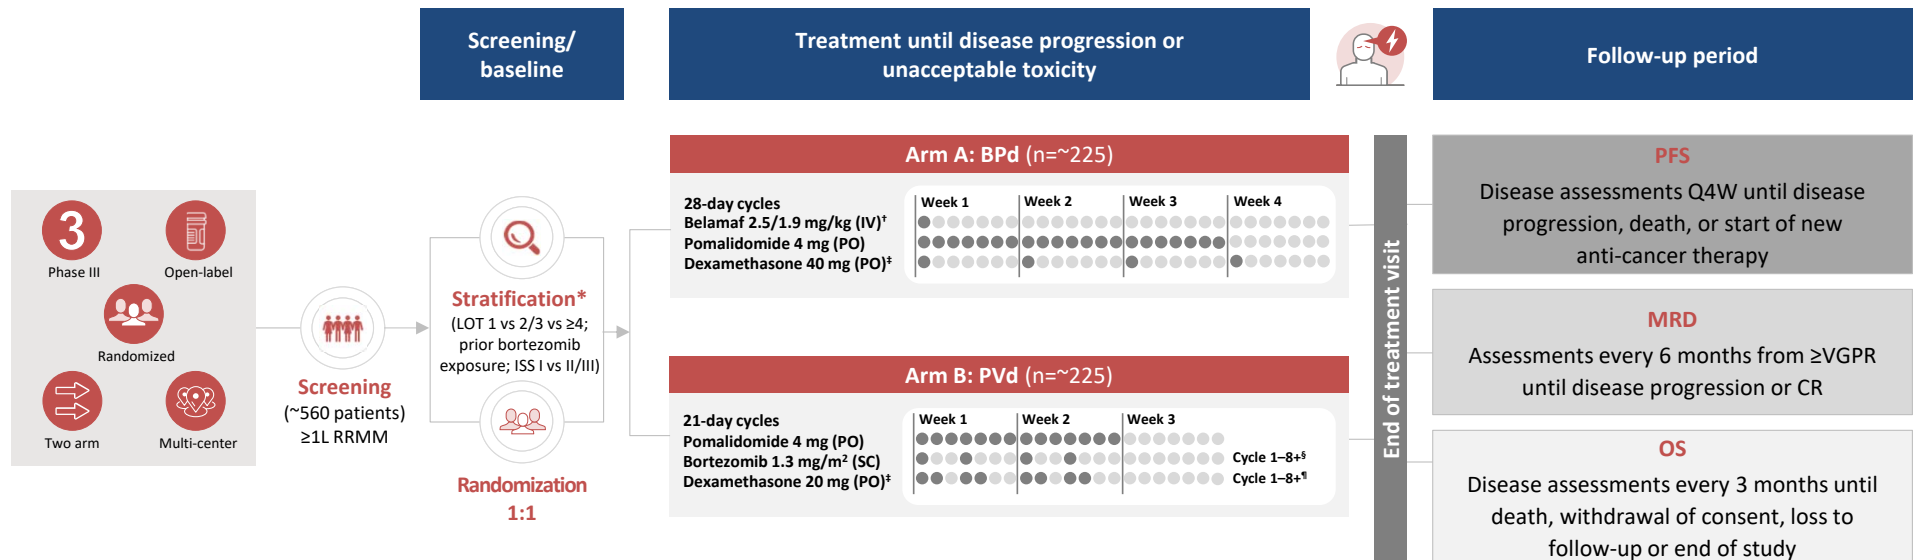 Screening/
baseline
Treatment until disease progression or
unacceptable toxicity
Follow-up period
3
Phase III
Open-label
Randomized
Two arm
Multi-center
Screening
(~560 patients)
≥1L RRMM
Stratification*
(LOT 1 vs 2/3 vs ≥4;
prior bortezomib
exposure; ISS I vs II/III)
Randomization
1:1
Arm A: BPd (n=~225)
28-day cycles
Belamaf 2.5/1.9 mg/kg (IV)†
Pomalidomide 4 mg (PO)
Dexamethasone 40 mg (PO)‡
Week 1 Week 2 Week 3 Week 4
Arm B: PVd (n=~225)
21-day cycles
Pomalidomide 4 mg (PO)
Bortezomib 1.3 mg/m² (SC)
Dexamethasone 20 mg (PO)‡
Week 1 Week 2 Week 3
Cycle 1–8+§
Cycle 1–8+¶
End of treatment visit
PFS
Disease assessments Q4W until disease
progression, death, or start of new
anti-cancer therapy
MRD
Assessments every 6 months from ≥VGPR
until disease progression or CR
OS
Disease assessments every 3 months until
death, withdrawal of consent, loss to
follow-up or end of study